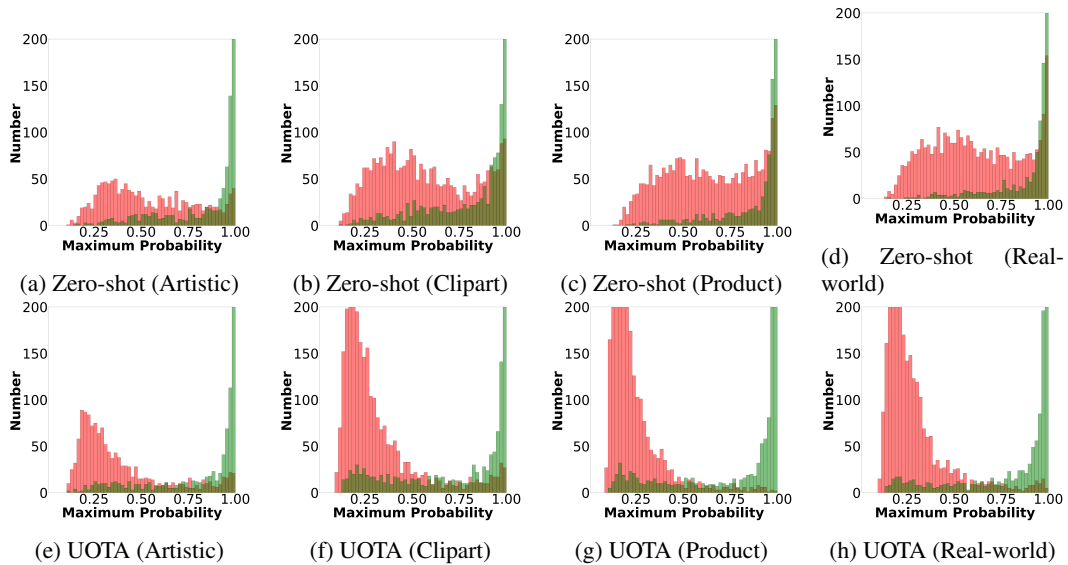 200
150
100
50
0
Number
0.25 0.50 0.75 1.00
Maximum Probability
(a) Zero-shot (Artistic)
200
150
100
50
0
Number
0.25 0.50 0.75 1.00
Maximum Probability
(b) Zero-shot (Clipart)
200
150
100
50
0
Number
0.25 0.50 0.75 1.00
Maximum Probability
(c) Zero-shot (Product)
200
150
100
50
0
Number
0.25 0.50 0.75 1.00
Maximum Probability
(d) Zero-shot (Real-
world)
200
150
100
50
0
Number
0.25 0.50 0.75 1.00
Maximum Probability
(e) UOTA (Artistic)
200
150
100
50
0
Number
0.25 0.50 0.75 1.00
Maximum Probability
(f) UOTA (Clipart)
200
150
100
50
0
Number
0.25 0.50 0.75 1.00
Maximum Probability
(g) UOTA (Product)
200
150
100
50
0
Number
0.25 0.50 0.75 1.00
Maximum Probability
(h) UOTA (Real-world)